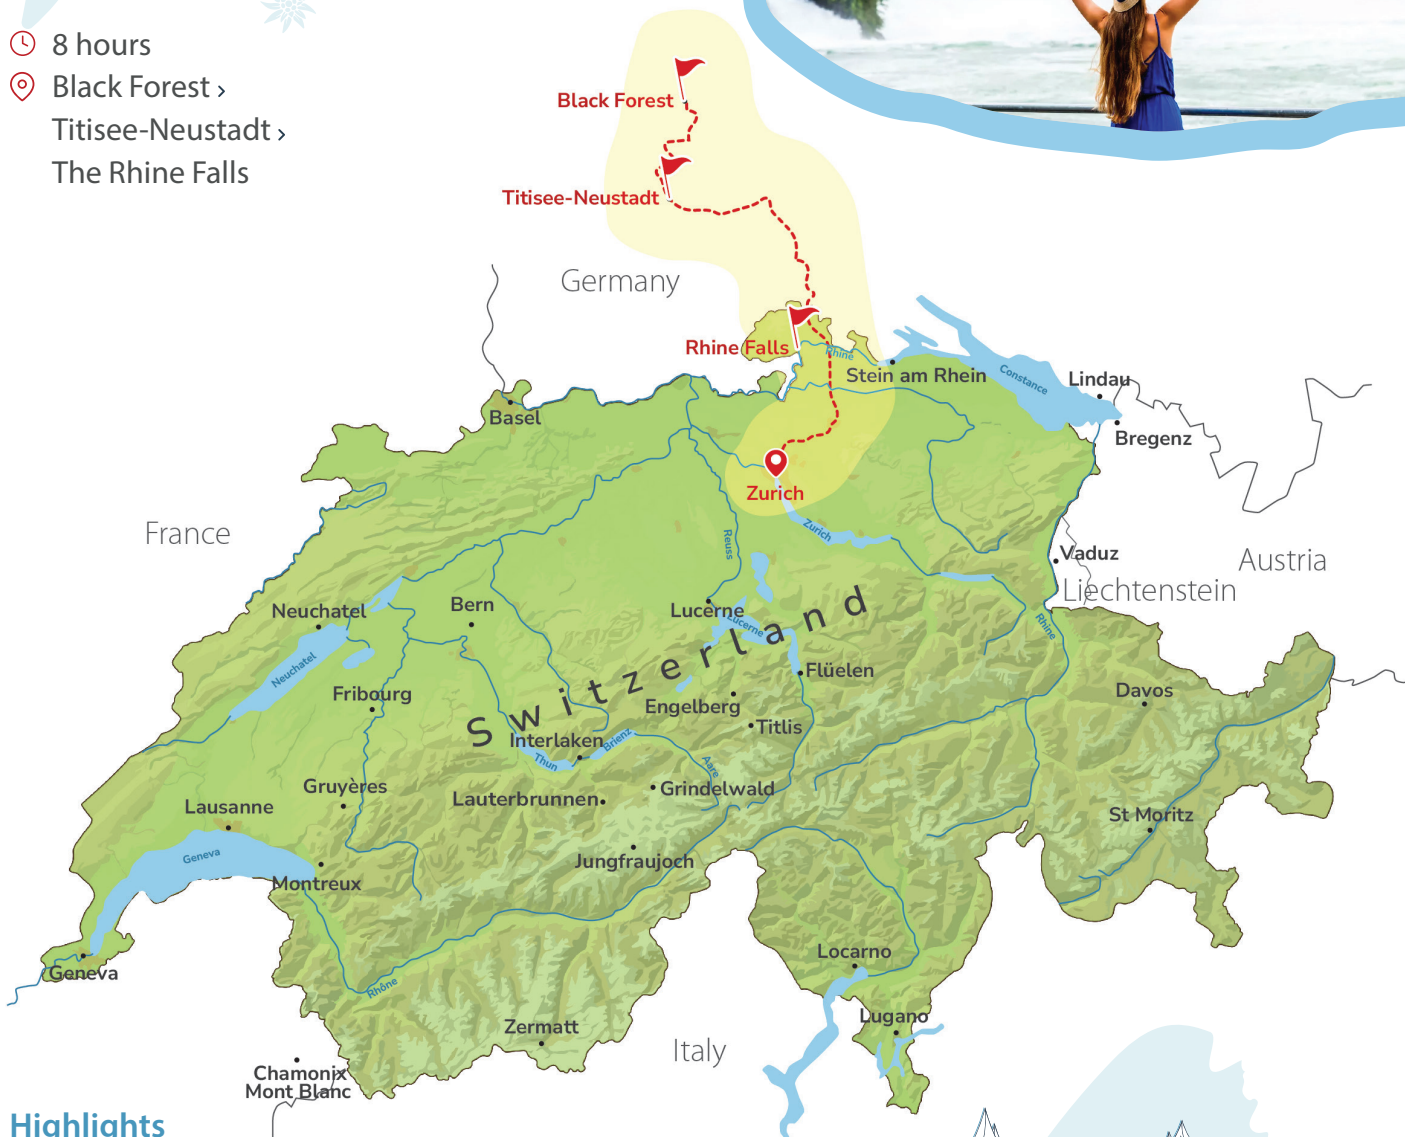 8 hours
Black Forest ›
Titisee-Neustadt ›
The Rhine Falls
Black Forest
Titisee-Neustadt
Germany
Rhine Falls
Rhine
Stein am Rhein
Constance
Lindau
Bregenz
Basel
Zurich
Zurich
France
Reuss
Vaduz
Austria
Liechtenstein
Neuchatel
Bern
Lucerne
Lucerne
Switzerland
Rhine
Neuchatel
Fribourg
Flüelen
Engelberg
Titlis
Davos
Interlaken
Brienz
Thun
Aare
Gruyères
Lauterbrunnen
Grindelwald
Lausanne
St Moritz
Geneva
Jungfraujoch
Montreux
Locarno
Geneva
Rhône
Lugano
Zermatt
Italy
Chamonix
Mont Blanc
Highlights